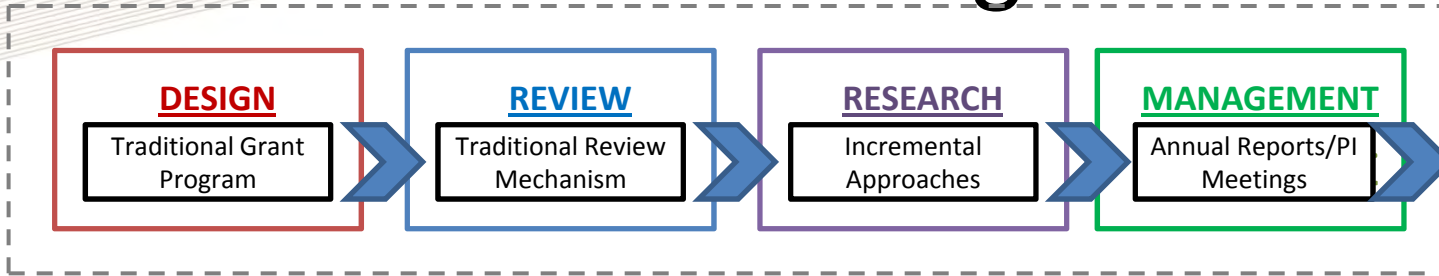 DESIGN
Traditional Grant
Program
REVIEW
Traditional Review
Mechanism
RESEARCH
Incremental
Approaches
MANAGEMENT
Annual Reports/PI
Meetings